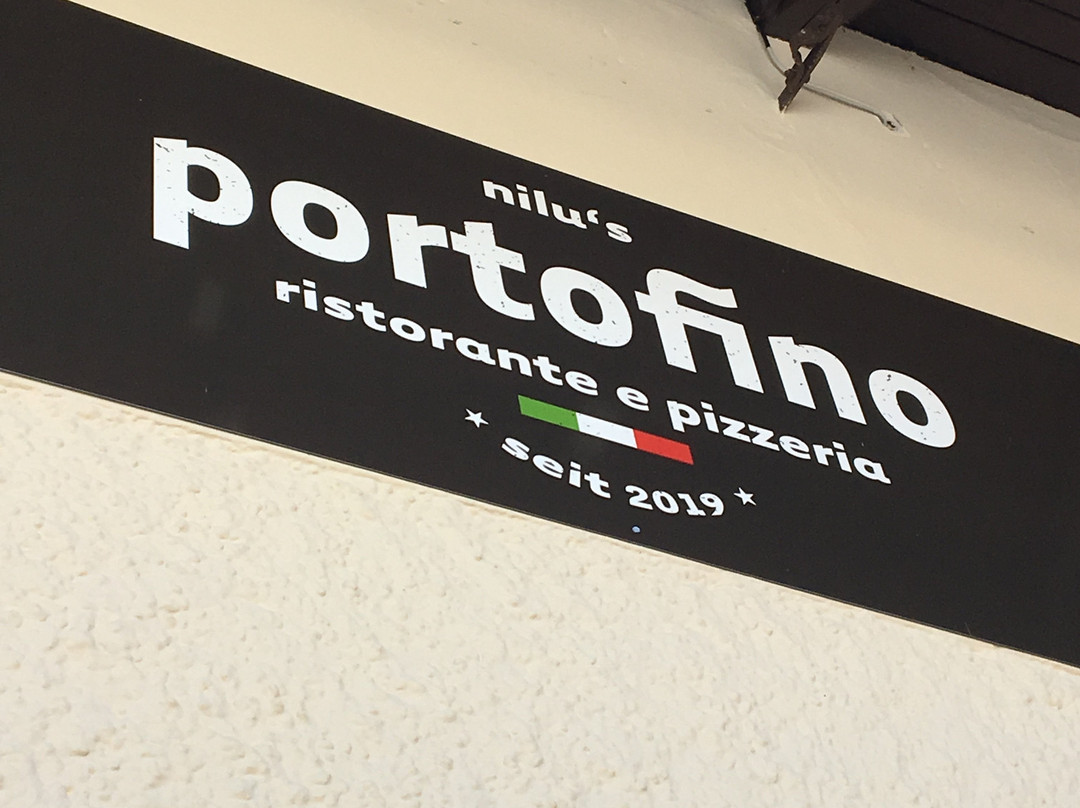 nilu‘s
portofino
ristorante e pizzeria
seit 2019